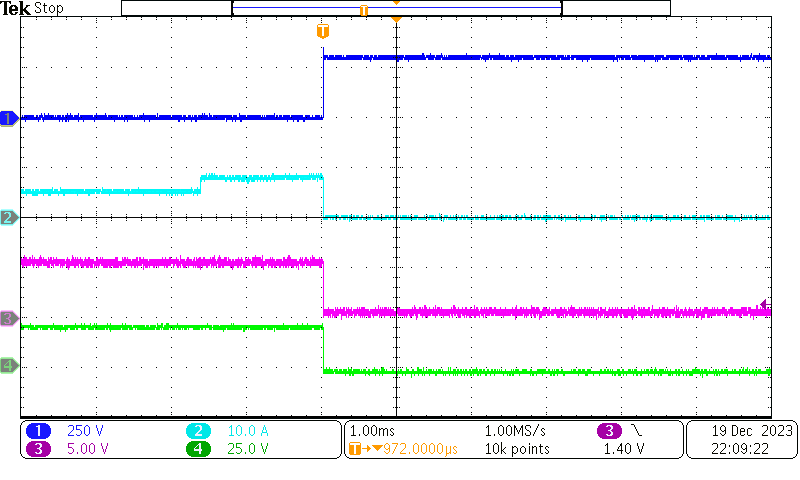 Tek Stop
T
T
1
2
3
4
1 250 V 2 10.0 A
3 5.00 V 4 25.0 V
1.00ms 1.00MS/s 3
T→▼972.0000µs 10k points 1.40 V
19 Dec 2023
22:09:22